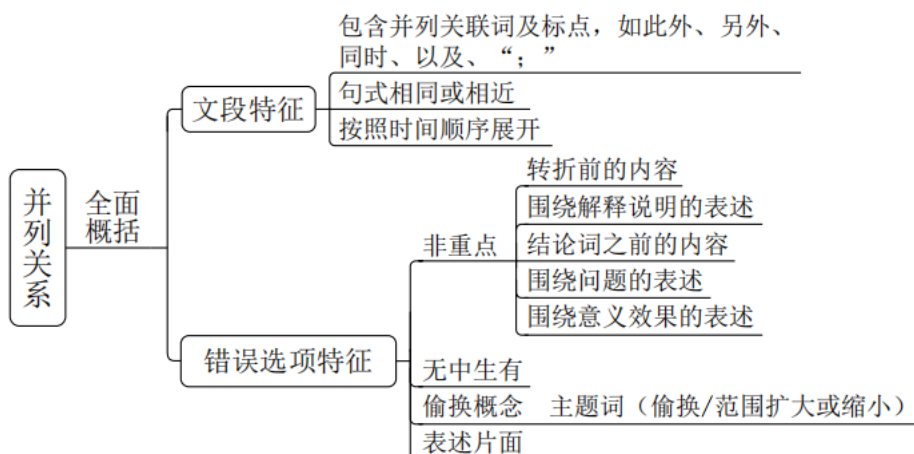 并列关系
全面
概括
文段特征
包含并列关联词及标点，如此外、另外、
同时、以及、“；”
句式相同或相近
按照时间顺序展开
错误选项特征
非重点
转折前的内容
围绕解释说明的表述
结论词之前的内容
围绕问题的表述
围绕意义效果的表述
无中生有
偷换概念 主题词（偷换/范围扩大或缩小）
表述片面